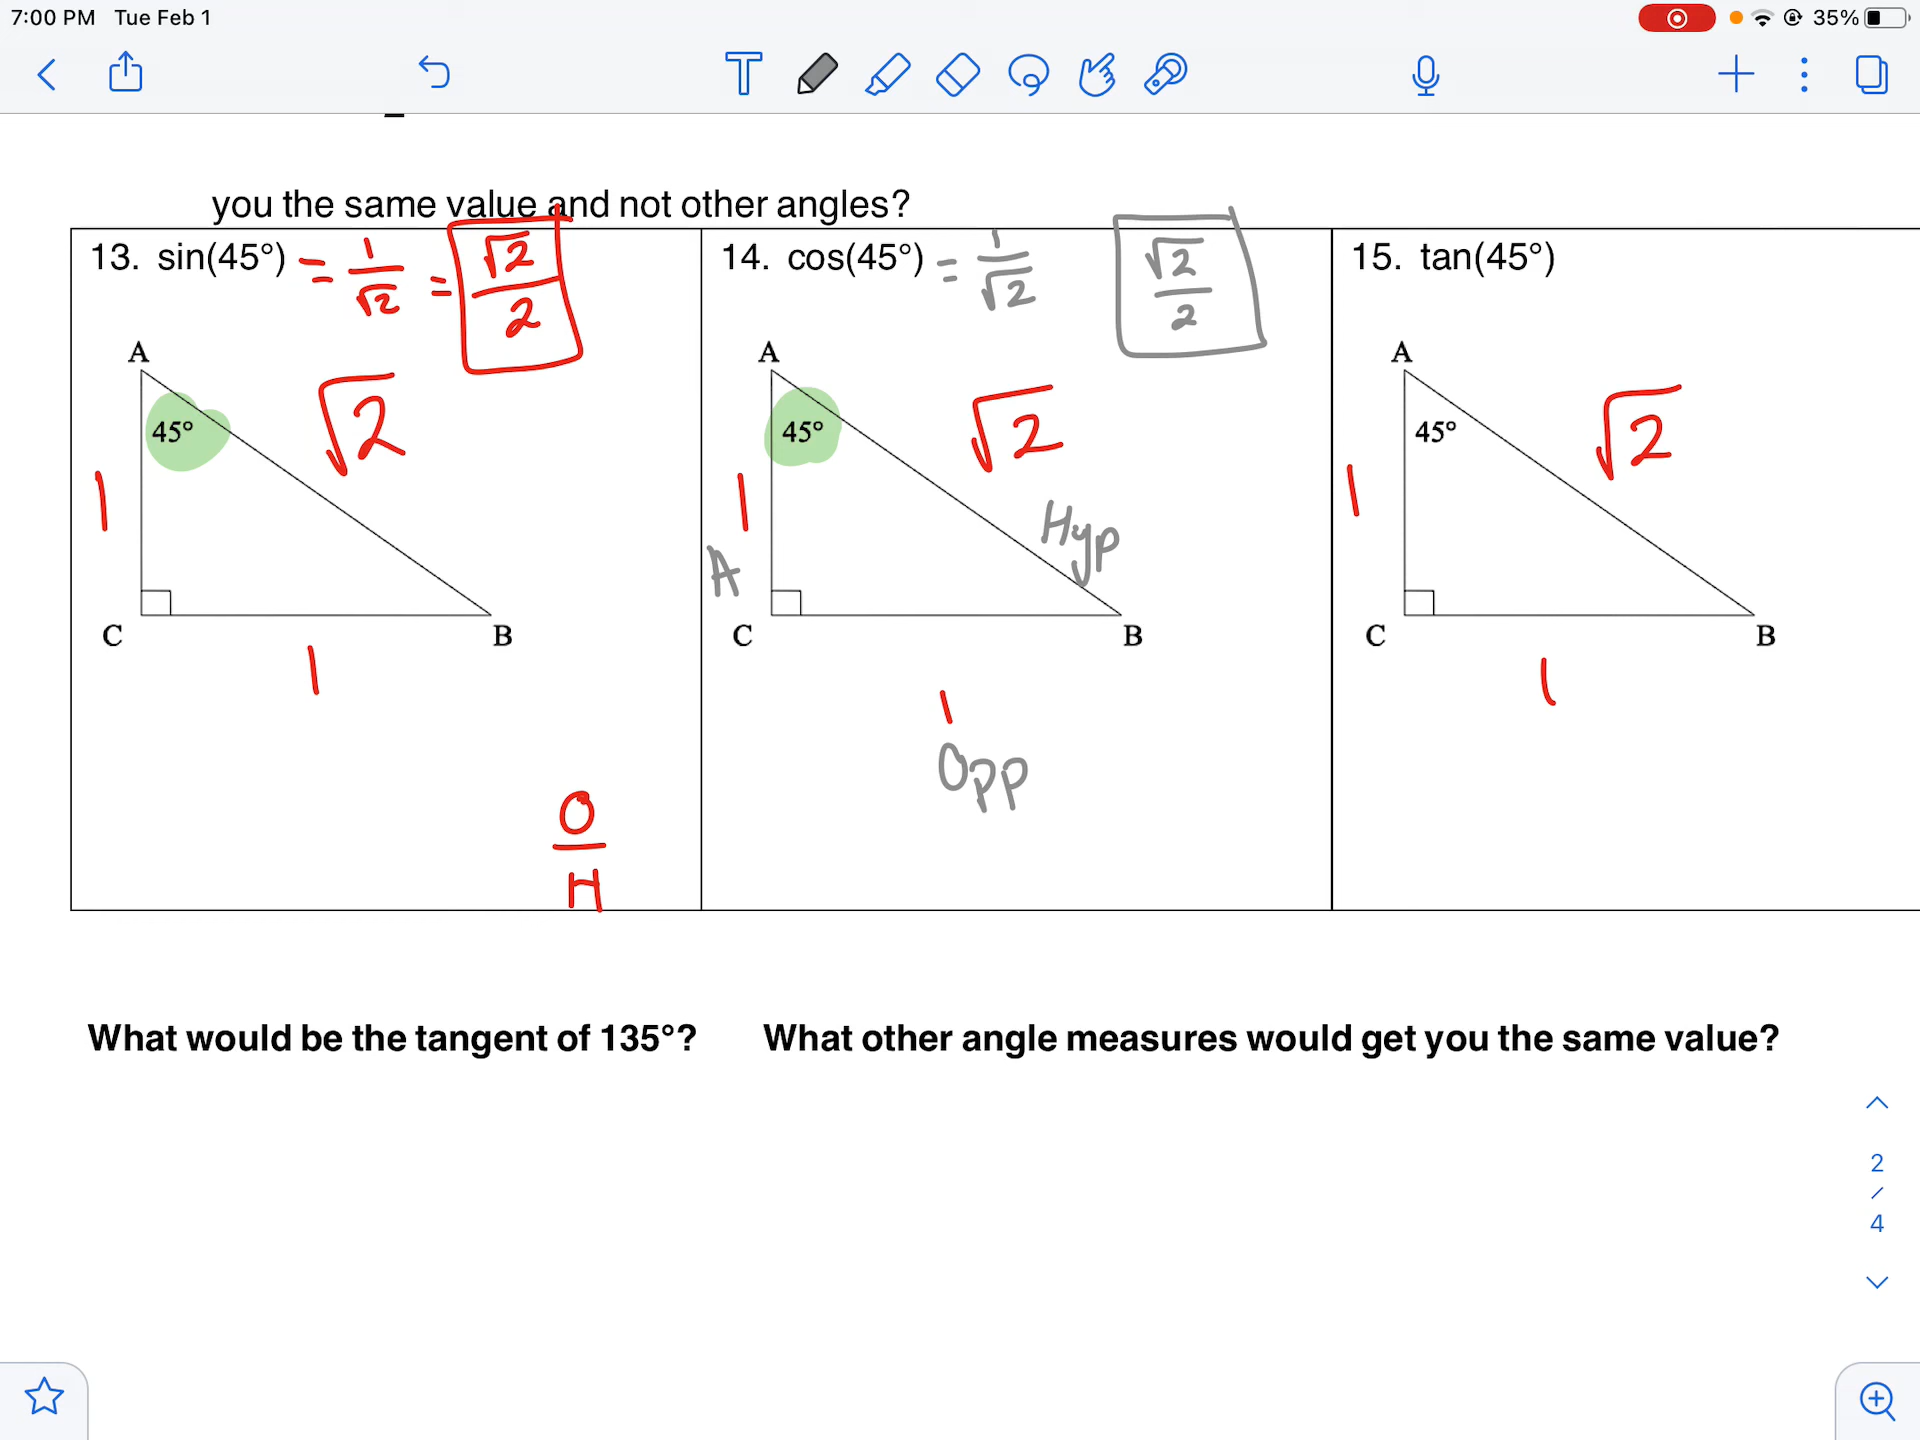 7:00 PM Tue Feb 1
35%
T
you the same value and not other angles?
13. sin(45°) = 1/√2 = √2/2
A
45°
√2
1
C
B
1
O
H
14. cos(45°) = 1/√2 √2/2
A
45°
√2
1
Hyp
A
C
B
1
Opp
15. tan(45°)
A
45°
√2
1
C
B
1
What would be the tangent of 135°? What other angle measures would get you the same value?
2
/
4